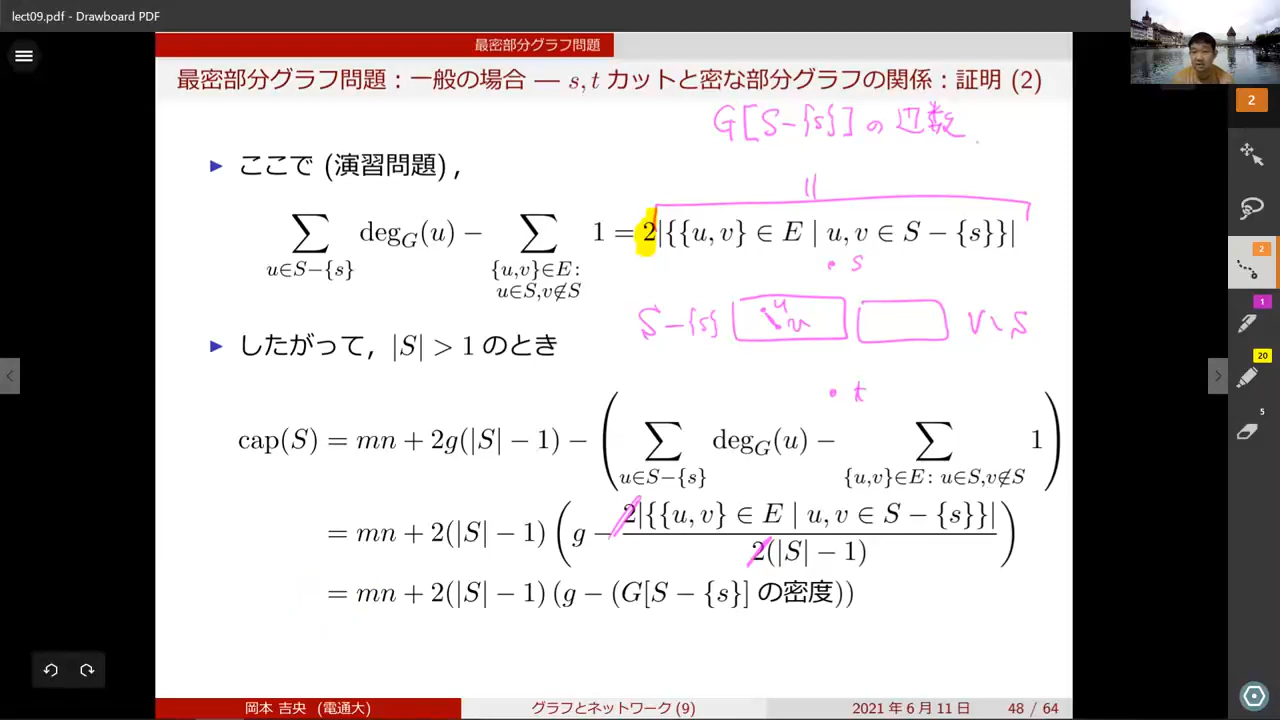 lect09.pdf - Drawboard PDF
最密部分グラフ問題
最密部分グラフ問題：一般の場合 — s, t カットと密な部分グラフの関係：証明 (2)
G[S-{s}] の辺数
▶ ここで (演習問題)，
∑_{u∈S−{s}} deg_G(u) − ∑_{{u,v}∈E: u∈S,v∉S} 1 = 2|{{u, v} ∈ E | u, v ∈ S − {s}}|
s
S-{s} u v V \ S
▶ したがって，|S| > 1 のとき
t
cap(S) = mn + 2g(|S| − 1) − ( ∑_{u∈S−{s}} deg_G(u) − ∑_{{u,v}∈E: u∈S,v∉S} 1 )
= mn + 2(|S| − 1) ( g − 2|{{u, v} ∈ E | u, v ∈ S − {s}}| / 2(|S| − 1) )
= mn + 2(|S| − 1) (g − (G[S − {s}] の密度))
岡本 吉央 (電通大) グラフとネットワーク (9) 2021 年 6 月 11 日 48 / 64
2
2
1
20
5